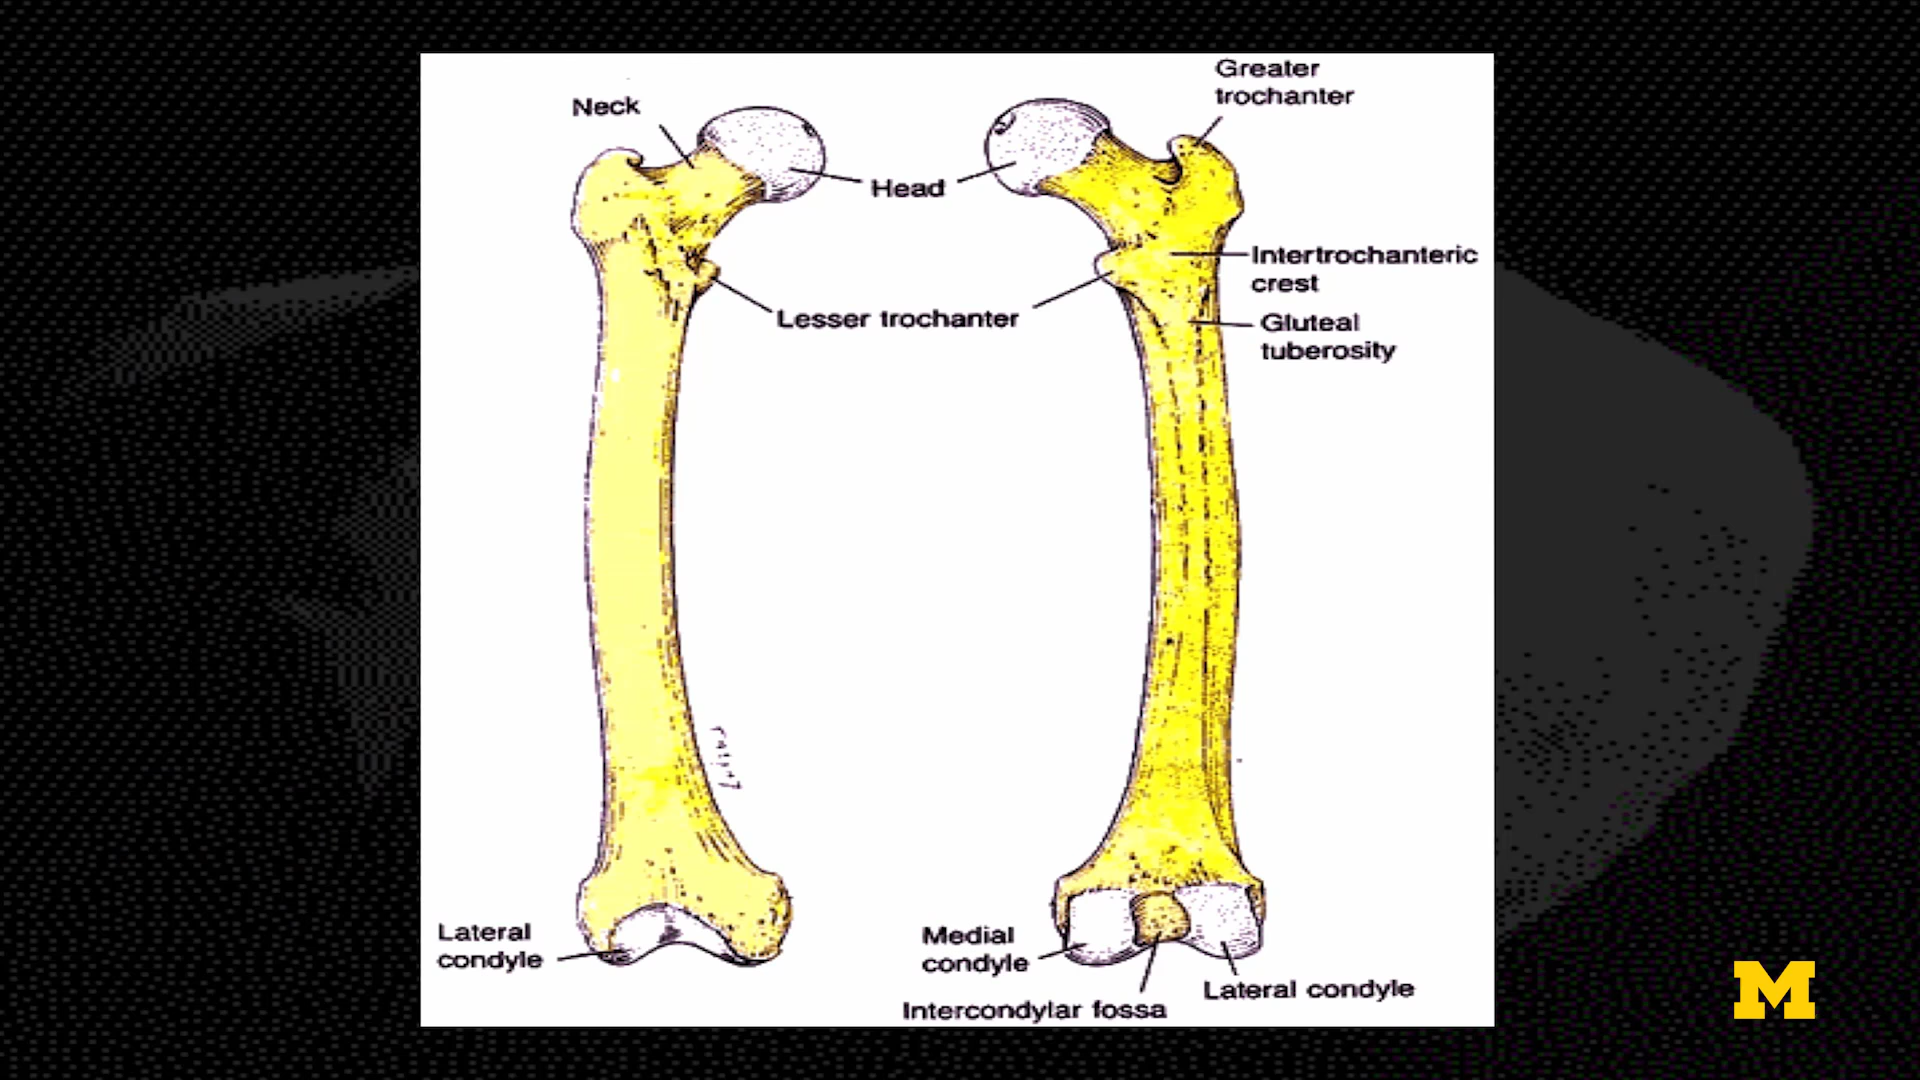 Greater
trochanter
Neck
Head
Intertrochanteric
crest
Lesser trochanter
Gluteal
tuberosity
Lateral
condyle
Medial
condyle
Lateral condyle
Intercondylar fossa
M